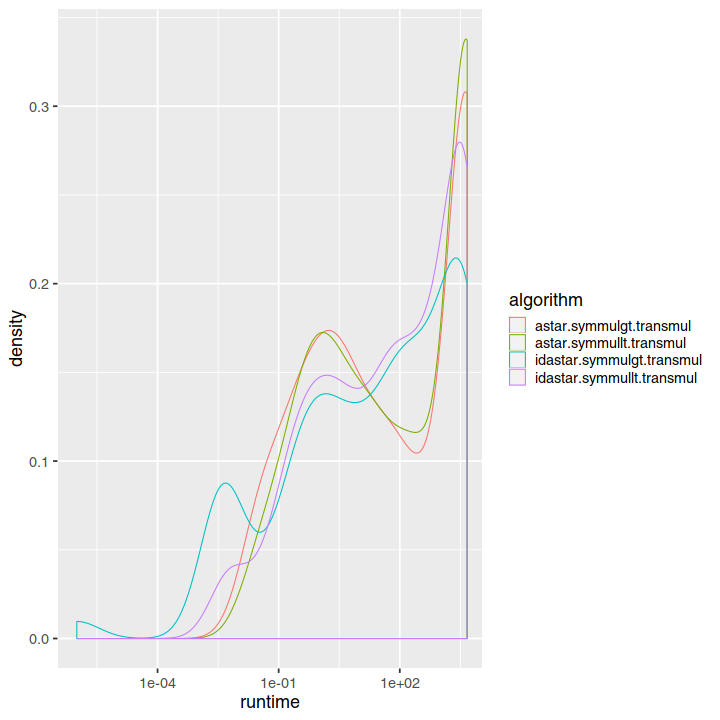 0.3
0.2
0.1
0.0
density
1e-04
1e-01
1e+02
runtime
algorithm
astar.symmulgt.transmul
astar.symmullt.transmul
idastar.symmulgt.transmul
idastar.symmullt.transmul